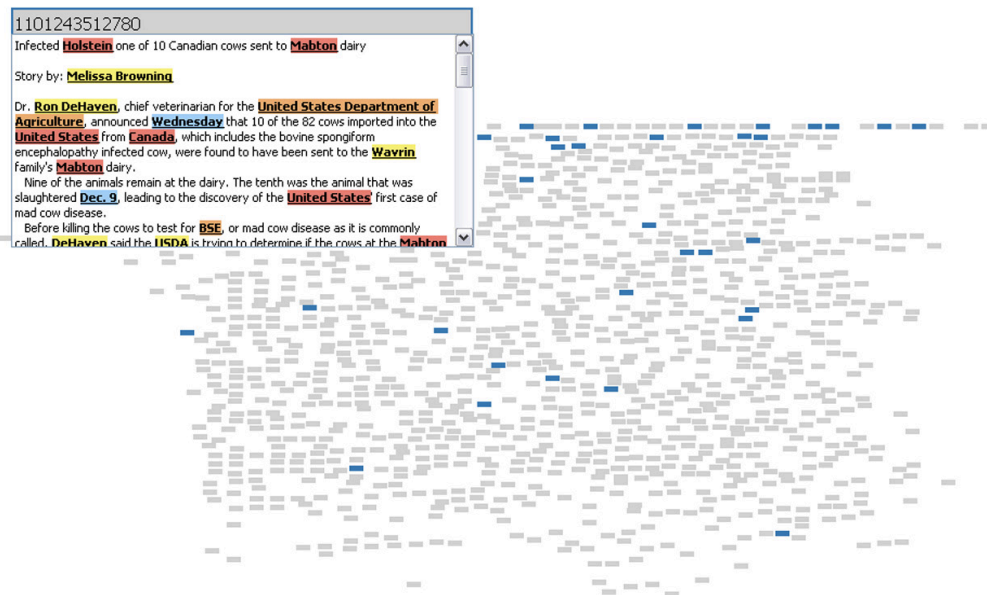 1101243512780
Infected Holstein one of 10 Canadian cows sent to Mabton dairy
Story by: Melissa Browning
Dr. Ron DeHaven, chief veterinarian for the United States Department of
Agriculture, announced Wednesday that 10 of the 82 cows imported into the
United States from Canada, which includes the bovine spongiform
encephalopathy infected cow, were found to have been sent to the Wavrin
family's Mabton dairy.
Nine of the animals remain at the dairy. The tenth was the animal that was
slaughtered Dec. 9, leading to the discovery of the United States' first case of
mad cow disease.
Before killing the cows to test for BSE, or mad cow disease as it is commonly
called, DeHaven said the USDA is trying to determine if the cows at the Mabton